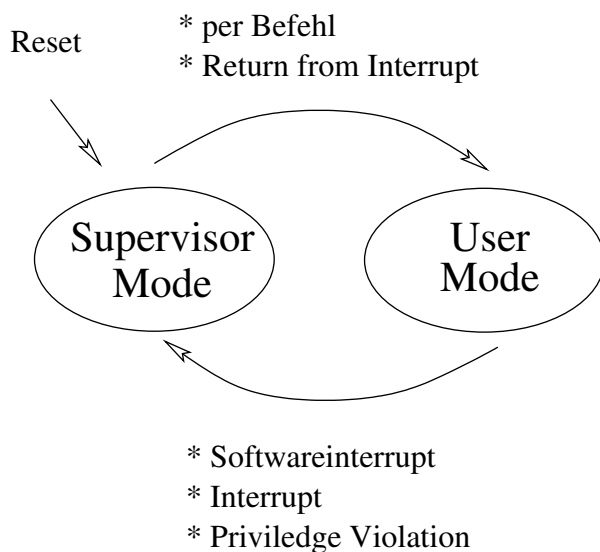 Reset
* per Befehl
* Return from Interrupt
Supervisor
Mode
User
Mode
* Softwareinterrupt
* Interrupt
* Priviledge Violation